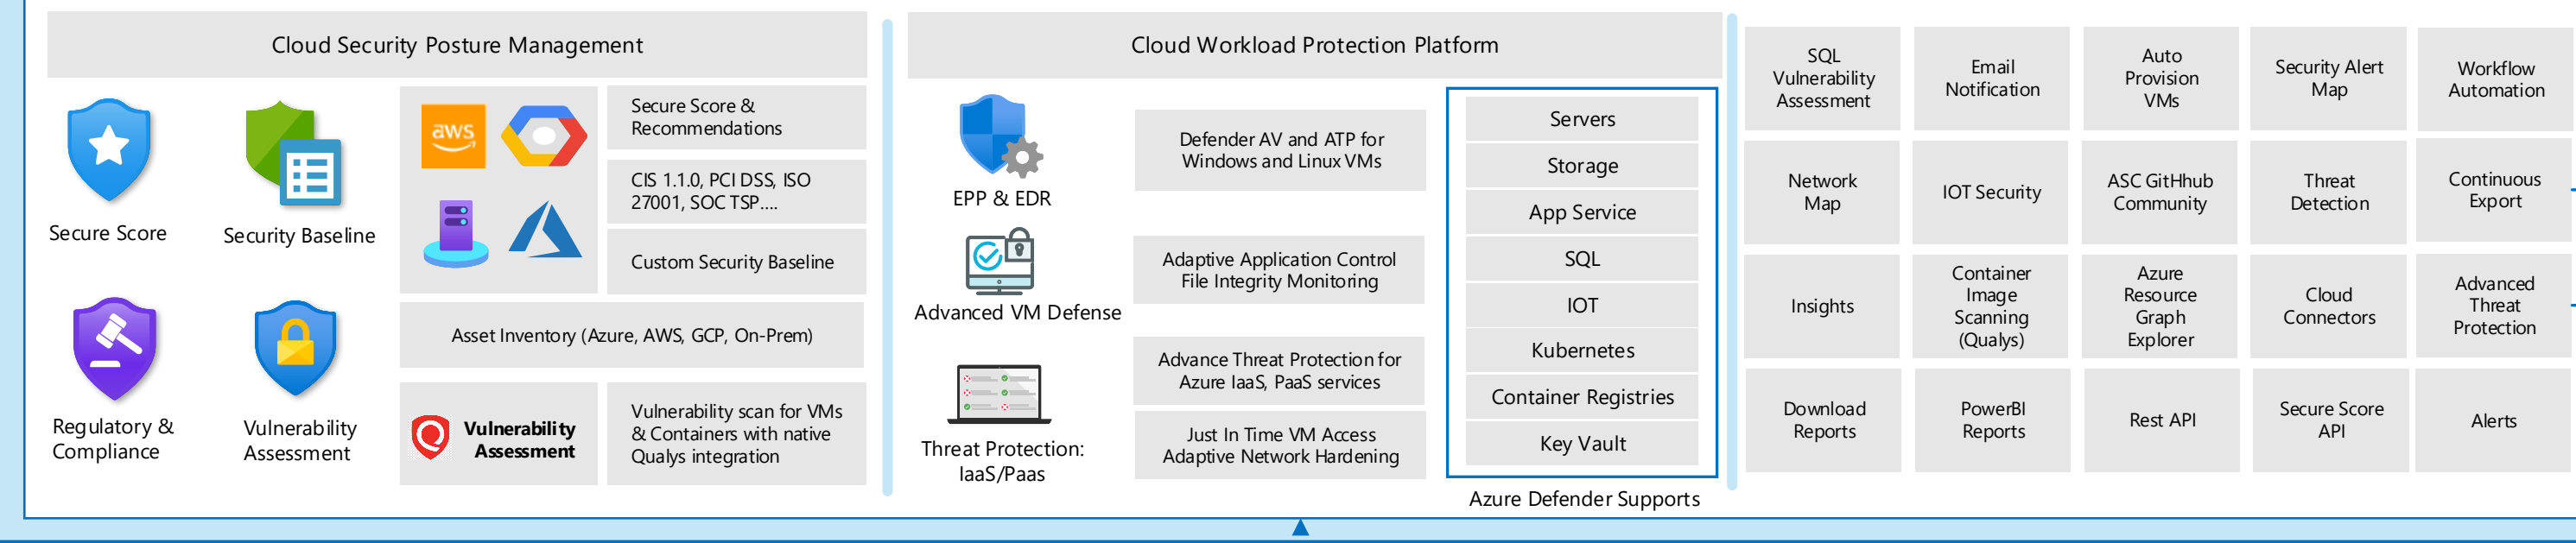 Cloud Security Posture Management
Secure Score
Security Baseline
Regulatory &
Compliance
Vulnerability
Assessment
aws
Secure Score &
Recommendations
CIS 1.1.0, PCI DSS, ISO
27001, SOC TSP....
Custom Security Baseline
Asset Inventory (Azure, AWS, GCP, On-Prem)
Vulnerability
Assessment
Vulnerability scan for VMs
& Containers with native
Qualys integration
Cloud Workload Protection Platform
EPP & EDR
Defender AV and ATP for
Windows and Linux VMs
Advanced VM Defense
Adaptive Application Control
File Integrity Monitoring
Threat Protection:
IaaS/Paas
Advance Threat Protection for
Azure IaaS, PaaS services
Just In Time VM Access
Adaptive Network Hardening
Servers
Storage
App Service
SQL
IOT
Kubernetes
Container Registries
Key Vault
Azure Defender Supports
SQL
Vulnerability
Assessment
Email
Notification
Auto
Provision
VMs
Security Alert
Map
Workflow
Automation
Network
Map
IOT Security
ASC GitHhub
Community
Threat
Detection
Continuous
Export
Insights
Container
Image
Scanning
(Qualys)
Azure
Resource
Graph
Explorer
Cloud
Connectors
Advanced
Threat
Protection
Download
Reports
PowerBI
Reports
Rest API
Secure Score
API
Alerts